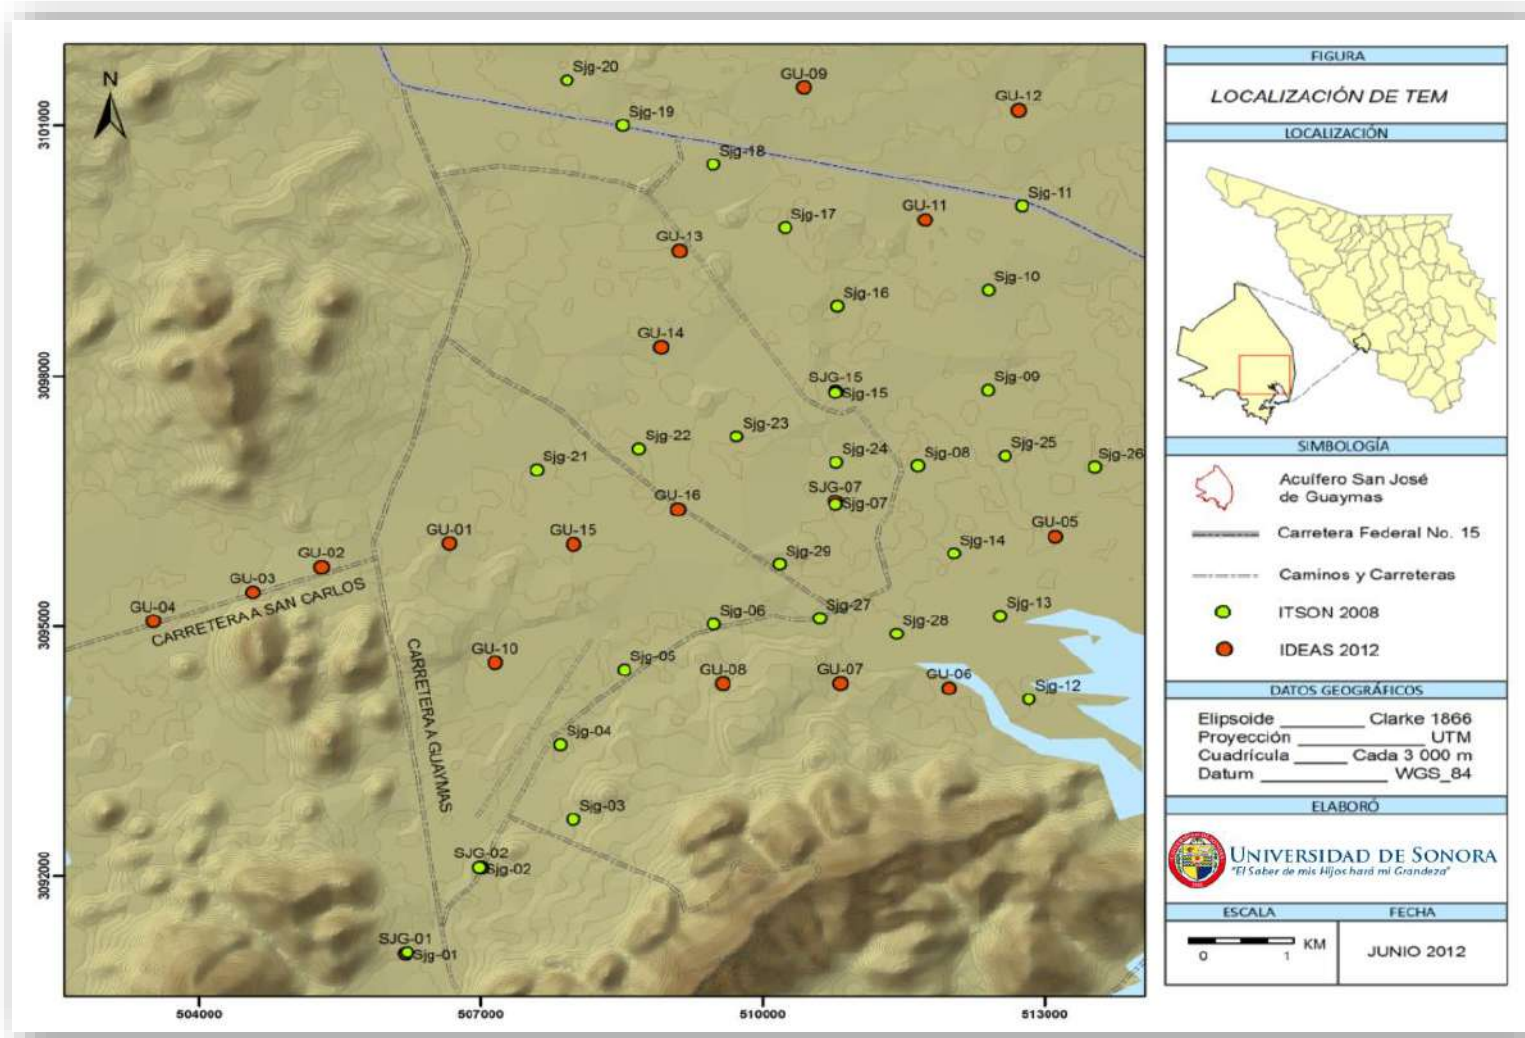 N
Sjg-20
GU-09
GU-12
Sjg-19
Sjg-18
Sjg-11
GU-11
Sjg-17
GU-13
Sjg-10
Sjg-16
GU-14
SJG-15
Sjg-15
Sjg-09
Sjg-23
Sjg-22
Sjg-21
Sjg-24
Sjg-08
Sjg-25
Sjg-26
SJG-07
Sjg-07
GU-16
GU-01
GU-15
GU-05
GU-02
Sjg-29
Sjg-14
GU-03
GU-04
CARRETERA A SAN CARLOS
Sjg-06
Sjg-27
Sjg-28
Sjg-13
GU-10
CARRETERA A GUAYMAS
Sjg-05
GU-08
GU-07
GU-06
Sjg-12
Sjg-04
Sjg-03
SJG-02
Sjg-02
SJG-01
Sjg-01
3101000
3098000
3095000
3092000
504000
507000
510000
513000
FIGURA
LOCALIZACIÓN DE TEM
LOCALIZACIÓN
SIMBOLOGÍA
Acuífero San José
de Guaymas
Carretera Federal No. 15
Caminos y Carreteras
ITSON 2008
IDEAS 2012
DATOS GEOGRÁFICOS
Elipsoide Clarke 1866
Proyección UTM
Cuadrícula Cada 3 000 m
Datum WGS_84
ELABORÓ
UNIVERSIDAD DE SONORA
"El Saber de mis Hijos hará mi Grandeza"
ESCALA
FECHA
KM
0 1
JUNIO 2012